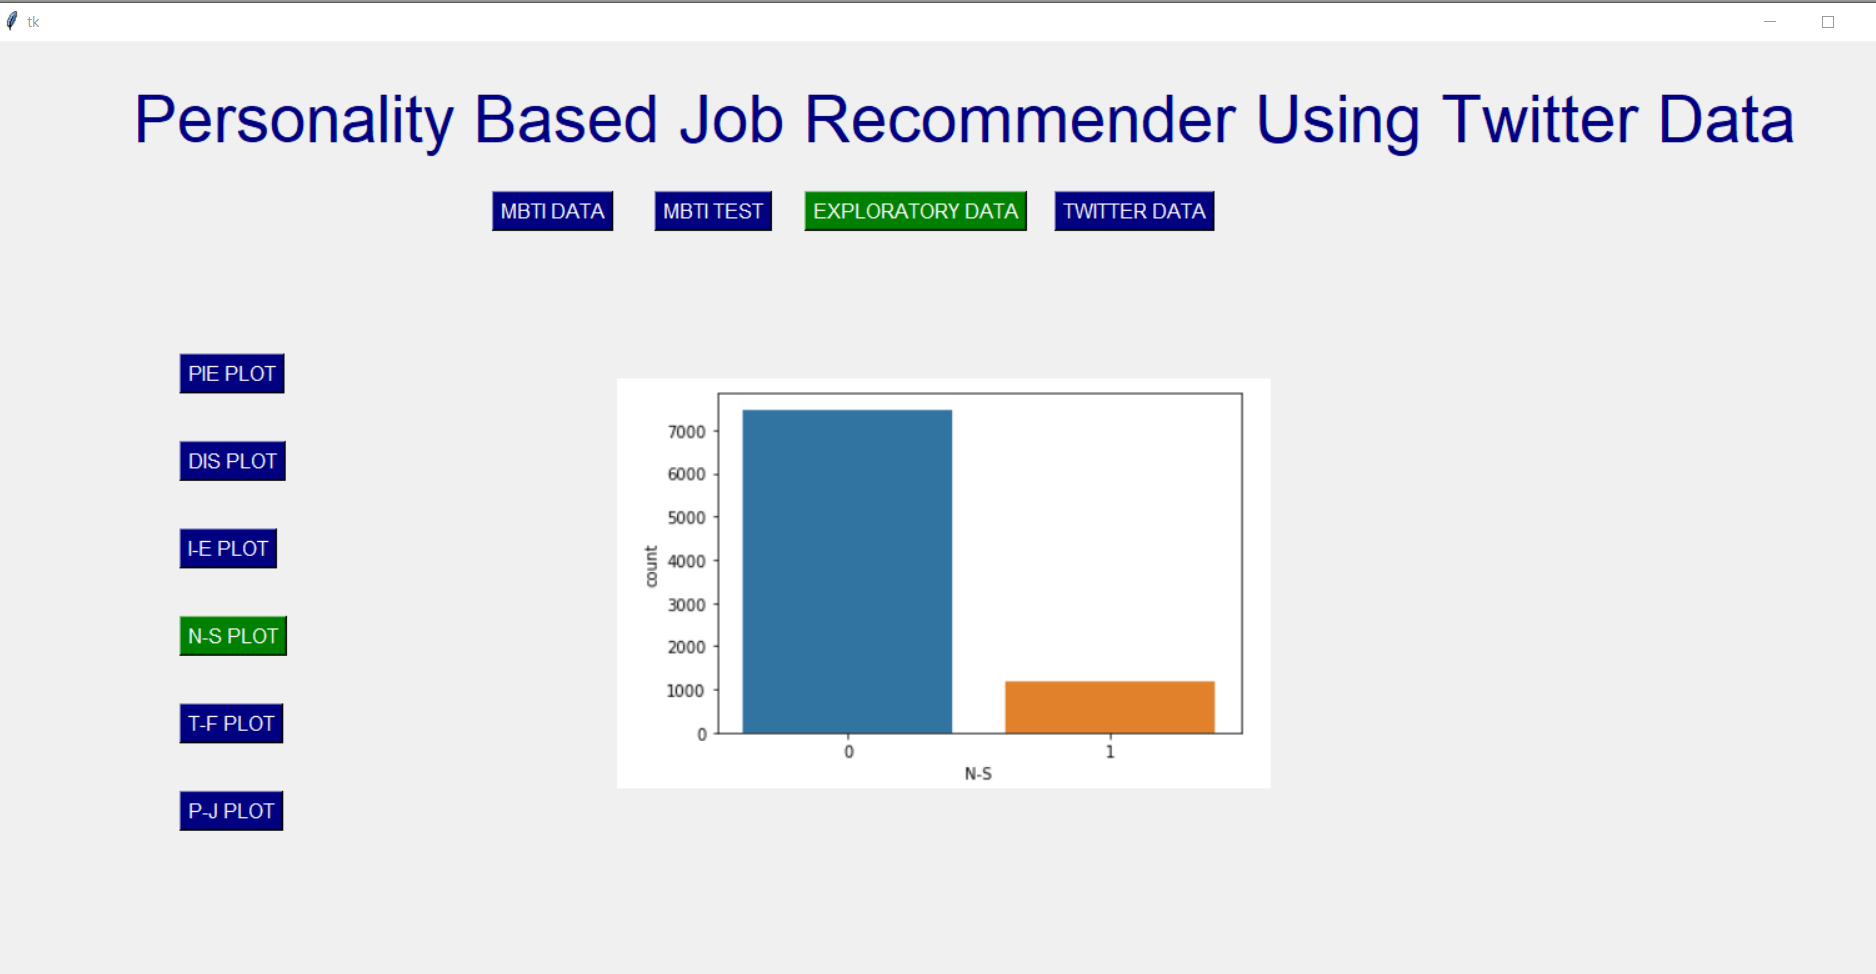 tk
Personality Based Job Recommender Using Twitter Data
MBTI DATA MBTI TEST EXPLORATORY DATA TWITTER DATA
PIE PLOT
DIS PLOT
I-E PLOT
N-S PLOT
T-F PLOT
P-J PLOT
7000
6000
5000
4000
3000
2000
1000
0
count
0 1
N-S